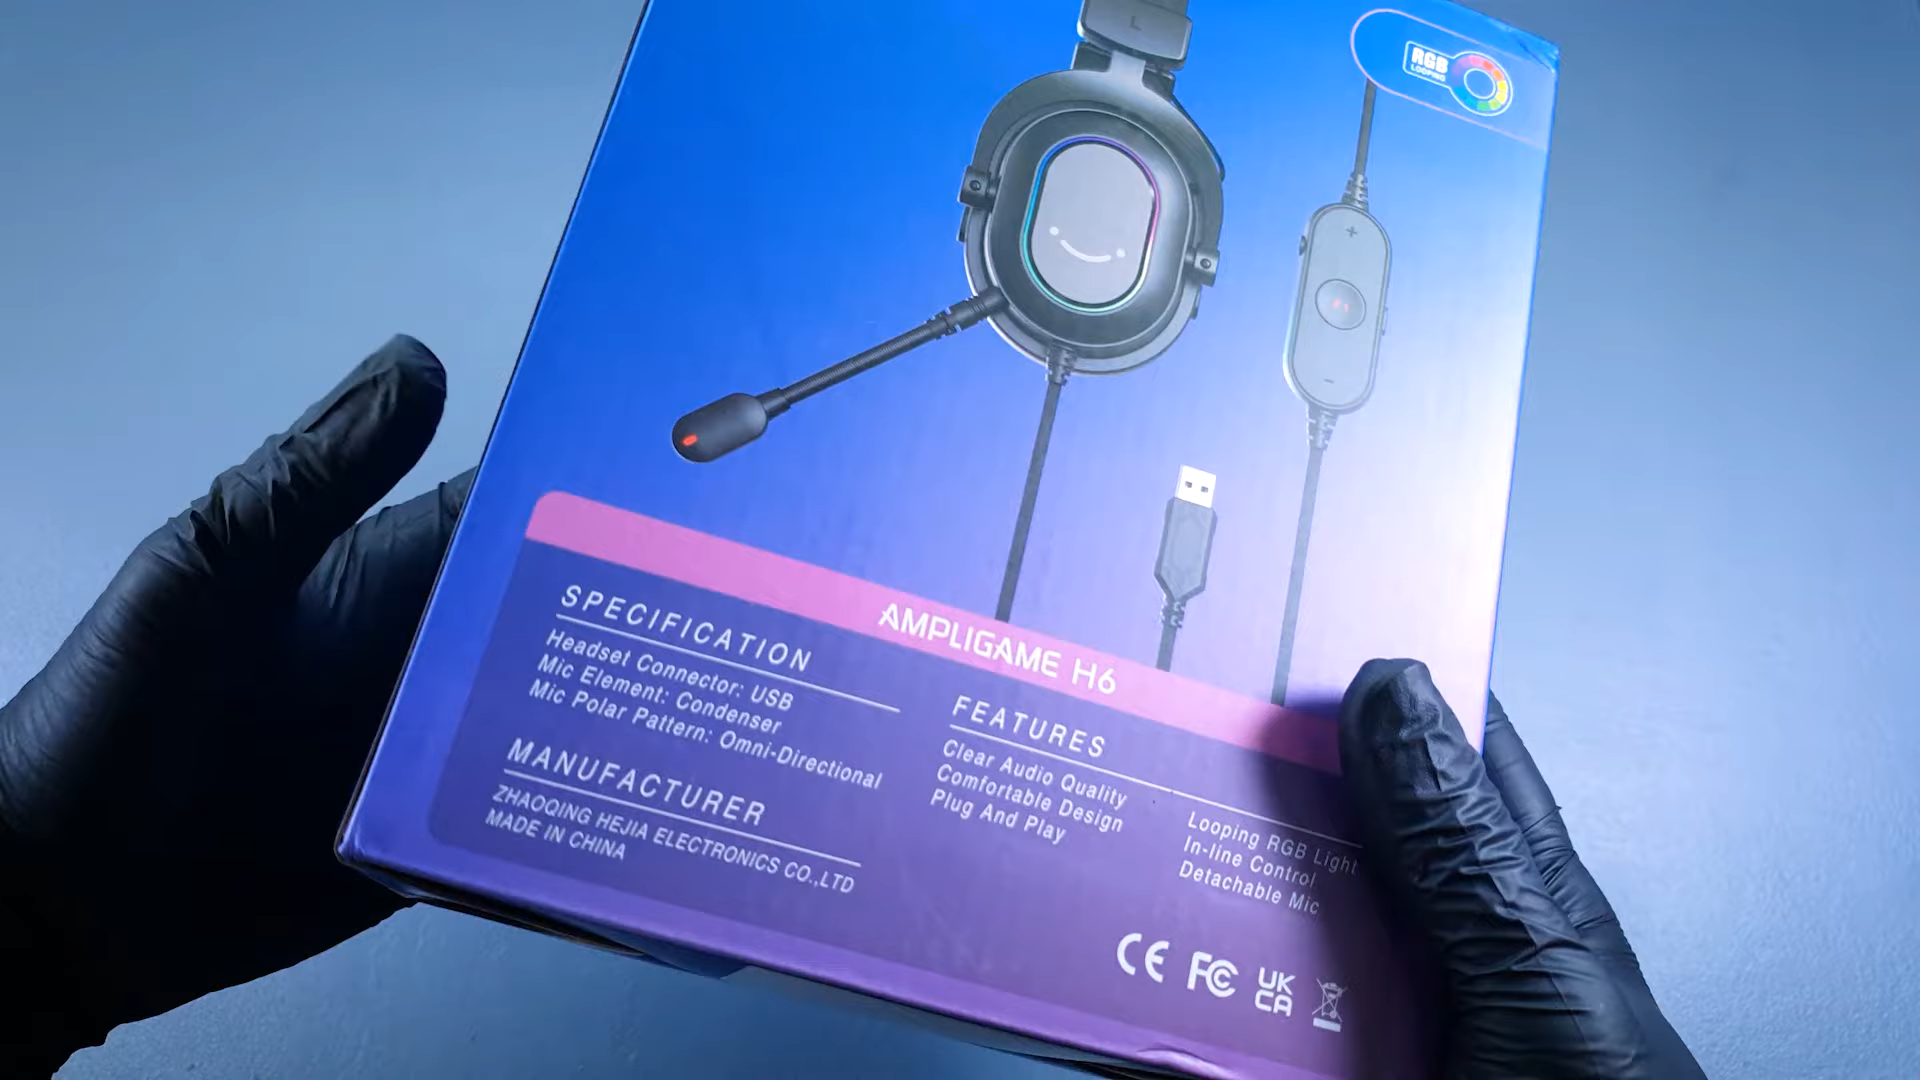 L
RGB
LOOPING
+
-
AMPLIGAME H6
SPECIFICATION
Headset Connector: USB
Mic Element: Condenser
Mic Polar Pattern: Omni-Directional
MANUFACTURER
ZHAOQING HEJIA ELECTRONICS CO.,LTD
MADE IN CHINA
FEATURES
Clear Audio Quality
Comfortable Design
Plug And Play
Looping RGB Light
In-line Control
Detachable Mic
CE FC UK
CA